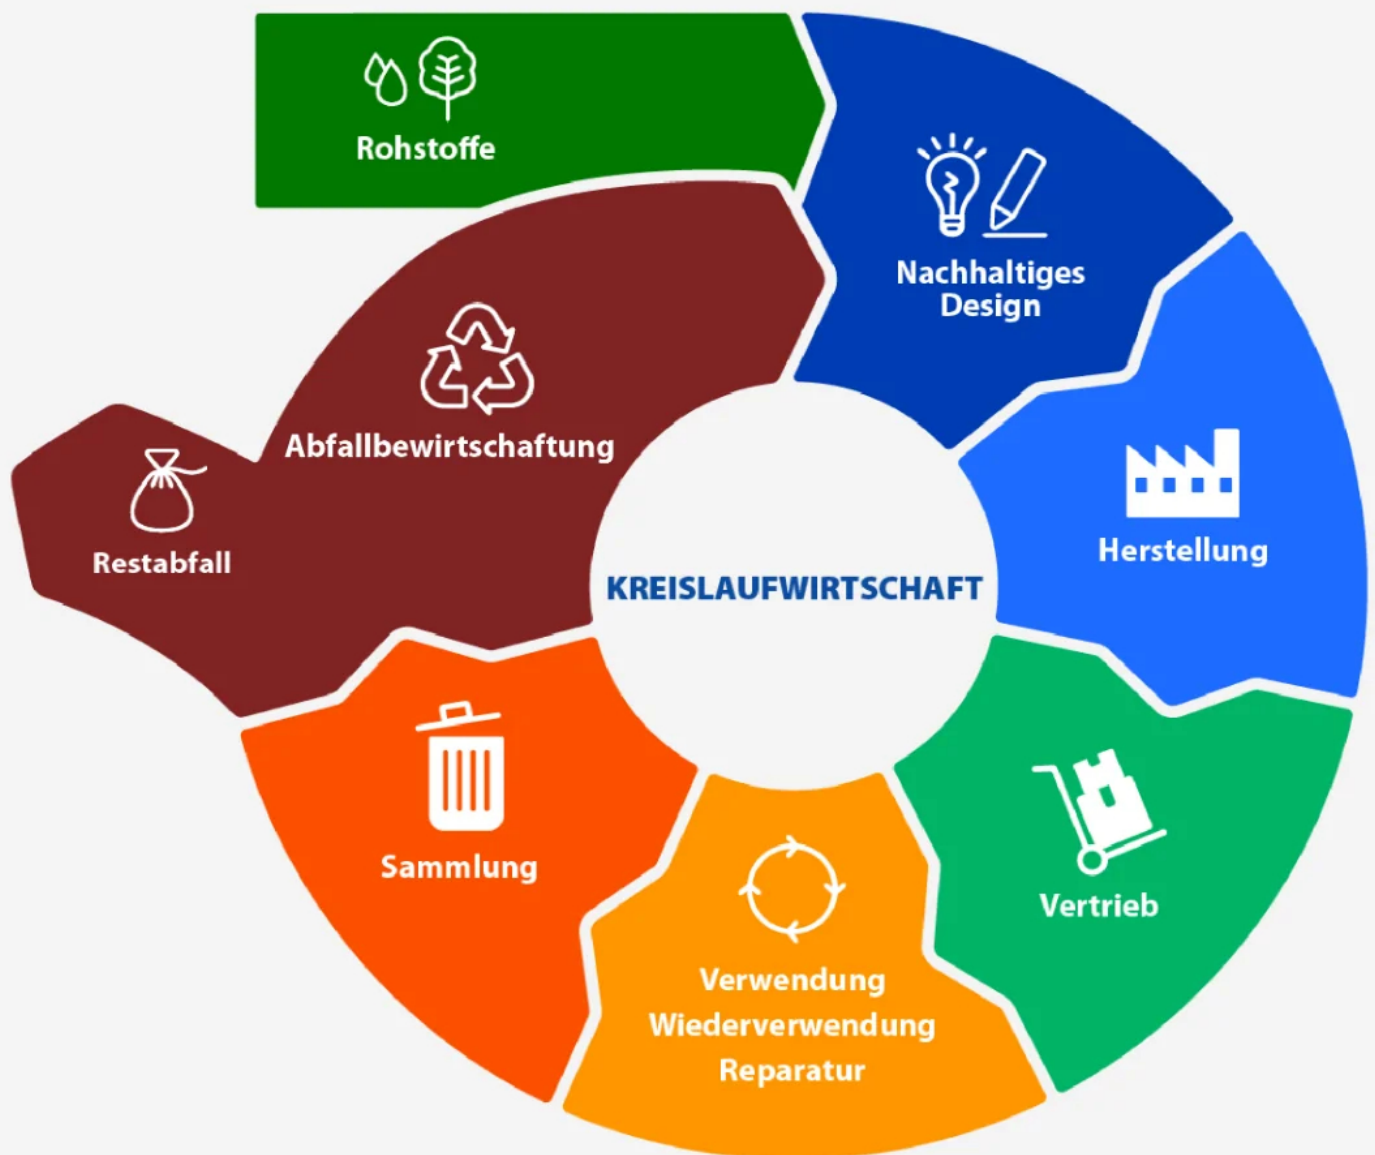 Rohstoffe
Nachhaltiges
Design
Herstellung
Vertrieb
Verwendung
Wiederverwendung
Reparatur
Sammlung
Abfallbewirtschaftung
Restabfall
KREISLAUFWIRTSCHAFT